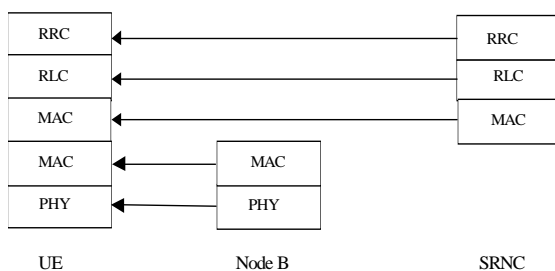 RRC RRC
RLC RLC
MAC MAC
MAC MAC
PHY PHY
UE Node B SRNC